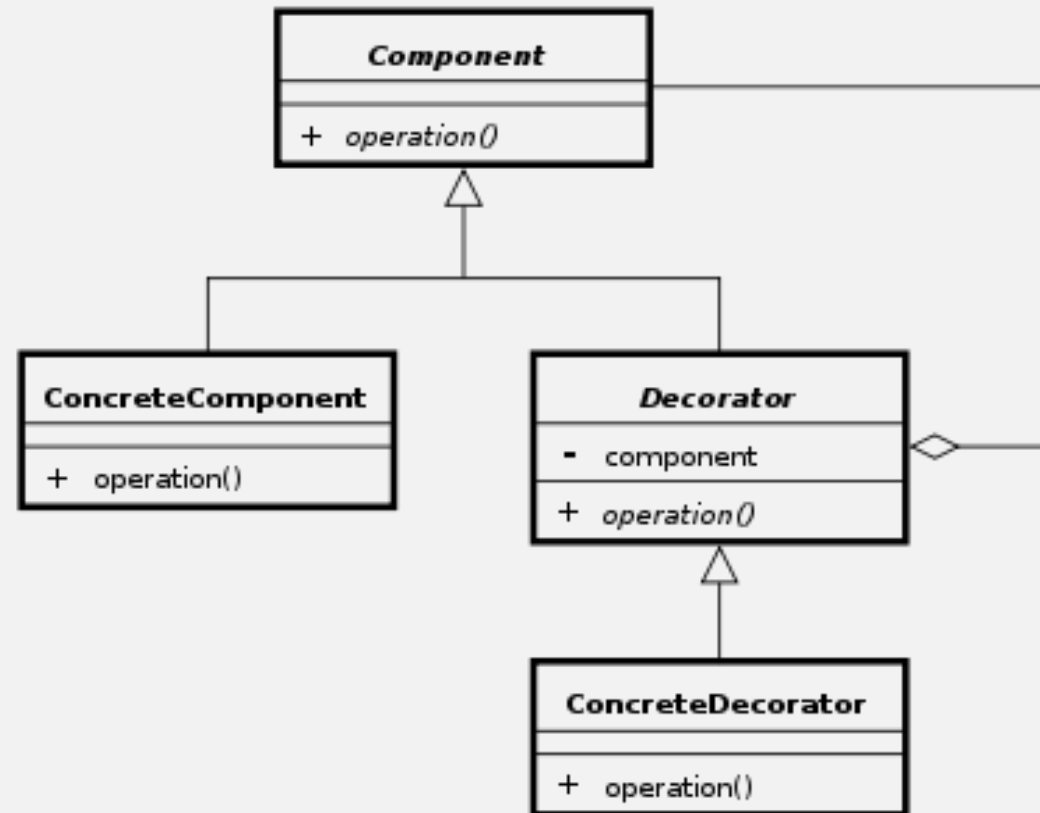 Component
+ operation()
ConcreteComponent
+ operation()
Decorator
- component
+ operation()
ConcreteDecorator
+ operation()